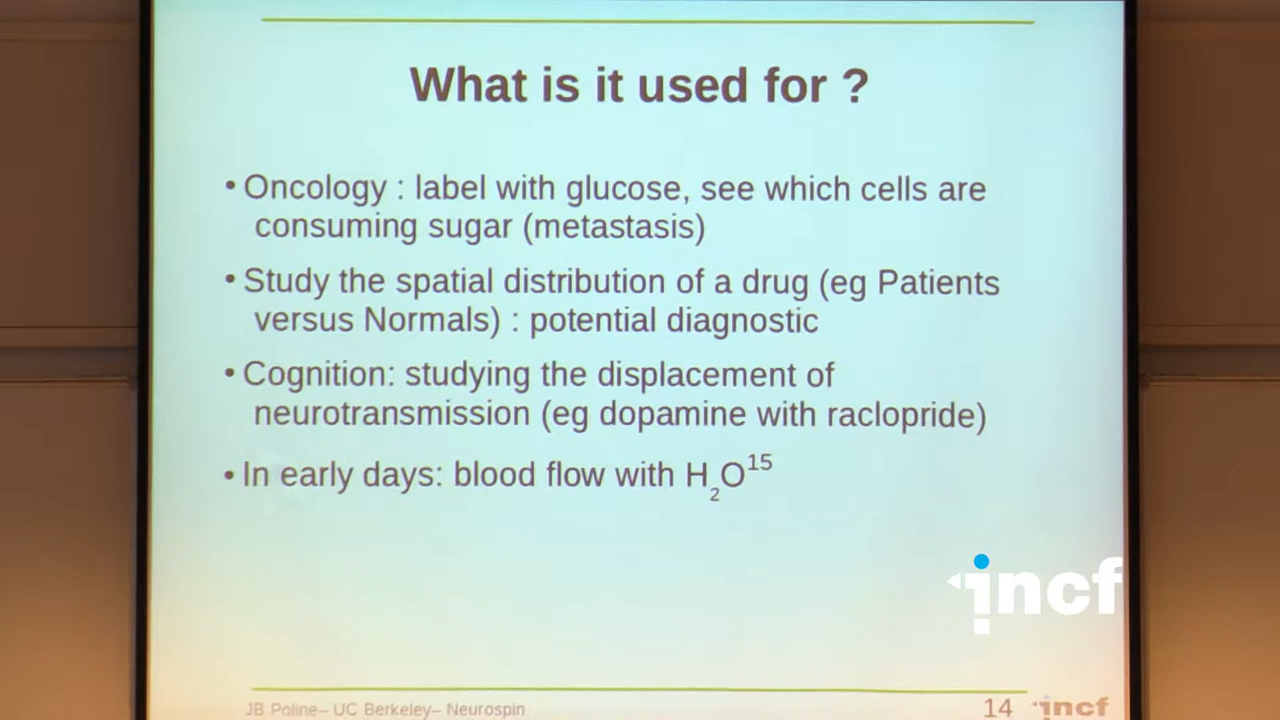 What is it used for ?
• Oncology : label with glucose, see which cells are
consuming sugar (metastasis)
• Study the spatial distribution of a drug (eg Patients
versus Normals) : potential diagnostic
• Cognition: studying the displacement of
neurotransmission (eg dopamine with raclopride)
• In early days: blood flow with H₂O¹⁵
incf
JB Poline– UC Berkeley– Neurospin
14 incf